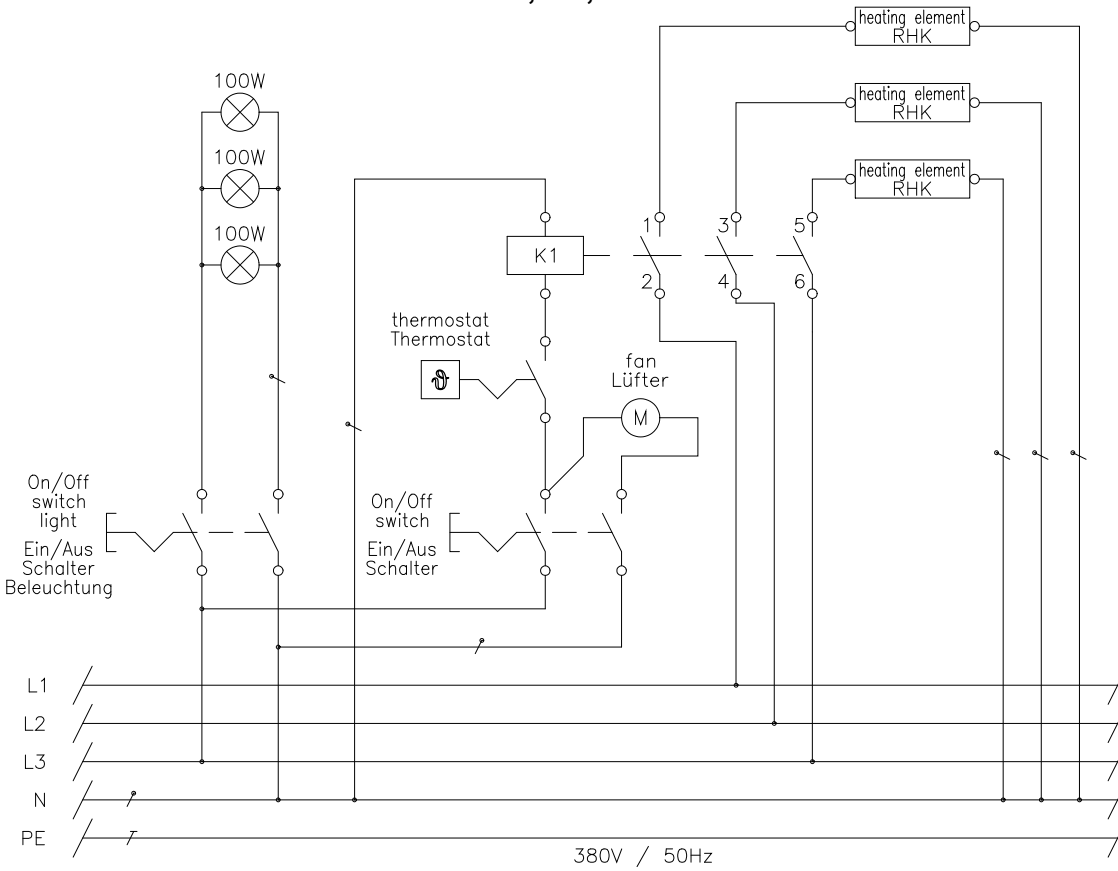 heating element
RHK
100W
heating element
RHK
100W
heating element
RHK
100W
1
3
5
K1
2
4
6
thermostat
Thermostat
ϑ
fan
Lüfter
M
On/Off
switch
light
Ein/Aus
Schalter
Beleuchtung
On/Off
switch
Ein/Aus
Schalter
L1
L2
L3
N
PE
380V / 50Hz